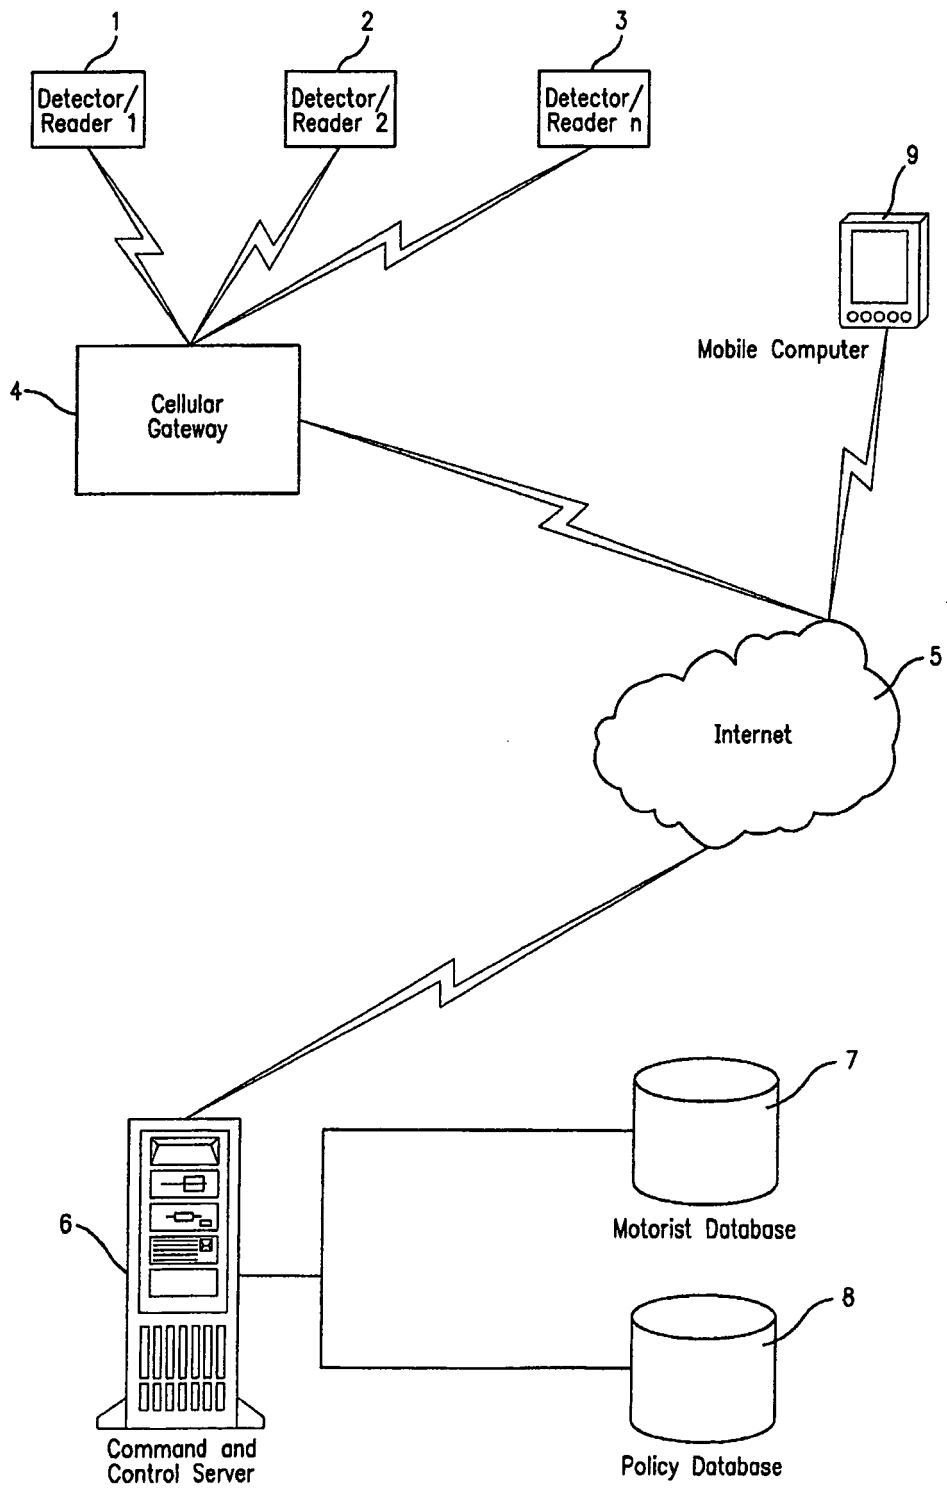 1
2
3
Detector/
Reader 1
Detector/
Reader 2
Detector/
Reader n
9
Mobile Computer
4
Cellular
Gateway
5
Internet
7
Motorist Database
6
8
Command and
Control Server
Policy Database